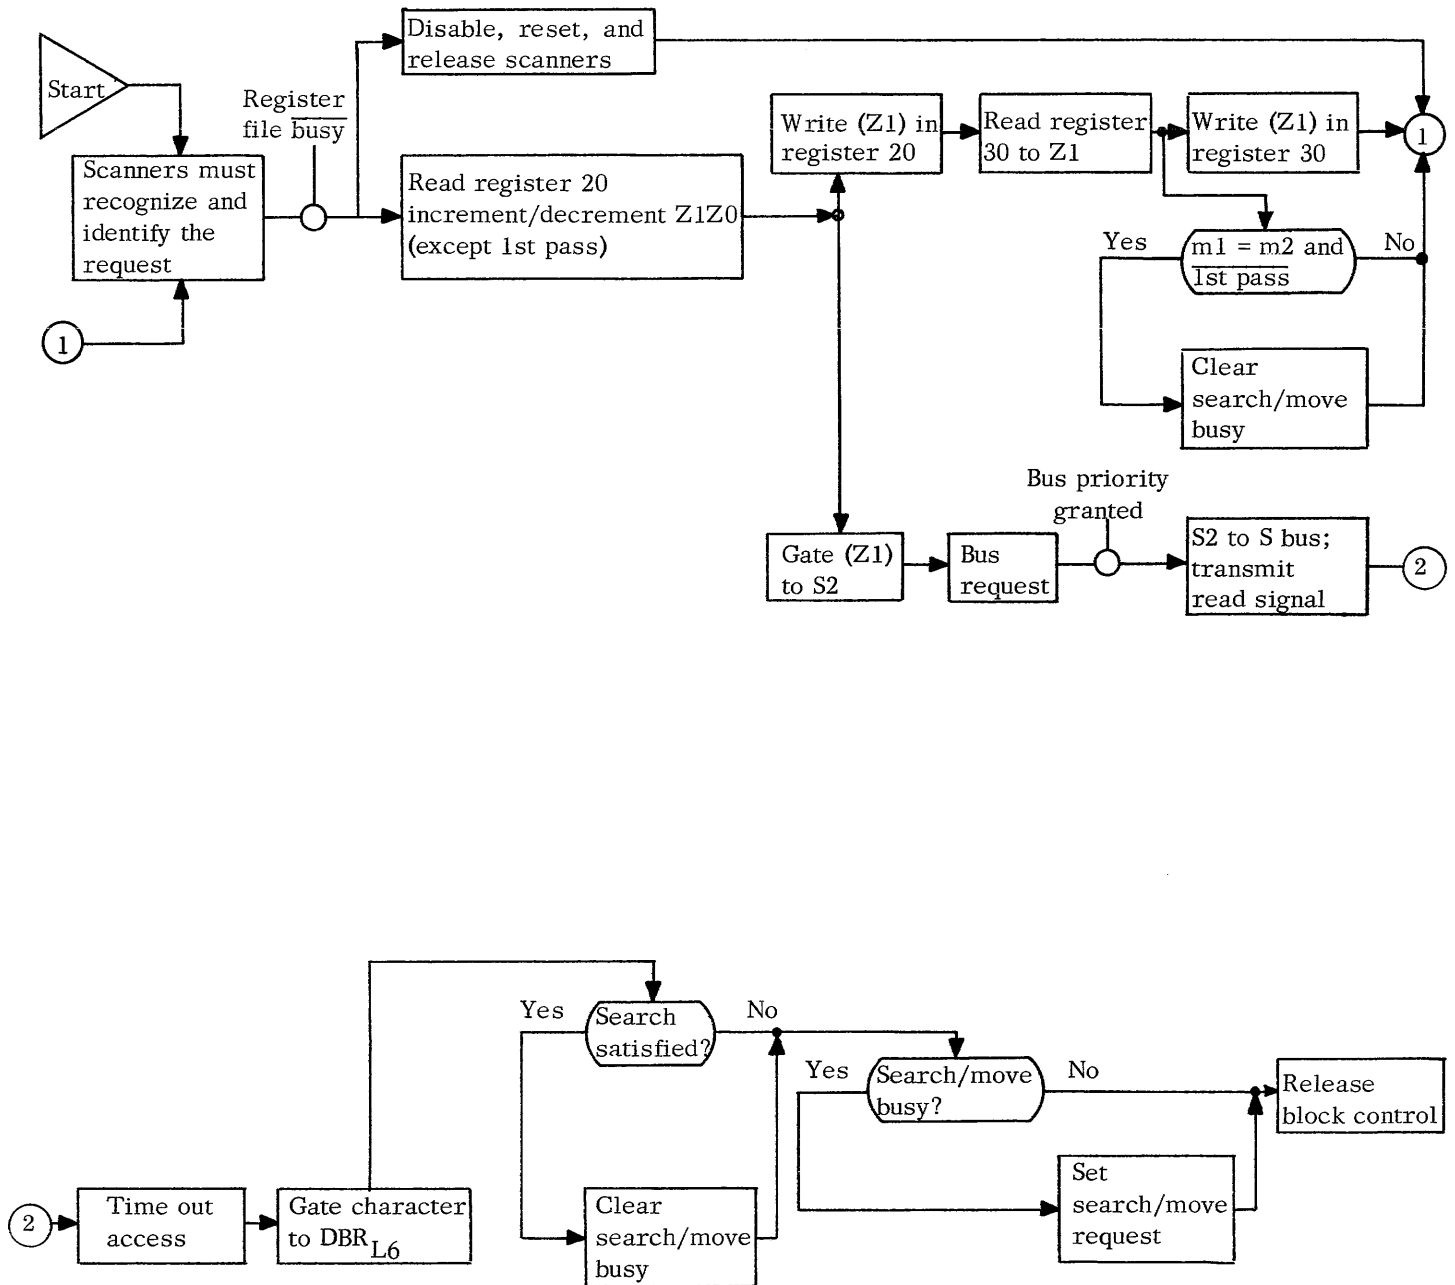 Start
Disable, reset, and
release scanners
Register
file busy
Scanners must
recognize and
identify the
request
Read register 20
increment/decrement Z1Z0
(except 1st pass)
Write (Z1) in
register 20
Read register
30 to Z1
Write (Z1) in
register 30
1
Yes
m1 = m2 and
1st pass
No
1
Clear
search/move
busy
Bus priority
granted
Gate (Z1)
to S2
Bus
request
S2 to S bus;
transmit
read signal
2
Yes
Search
satisfied?
No
Yes
Search/move
busy?
No
Release
block control
2
Time out
access
Gate character
to DBR L6
Clear
search/move
busy
Set
search/move
request